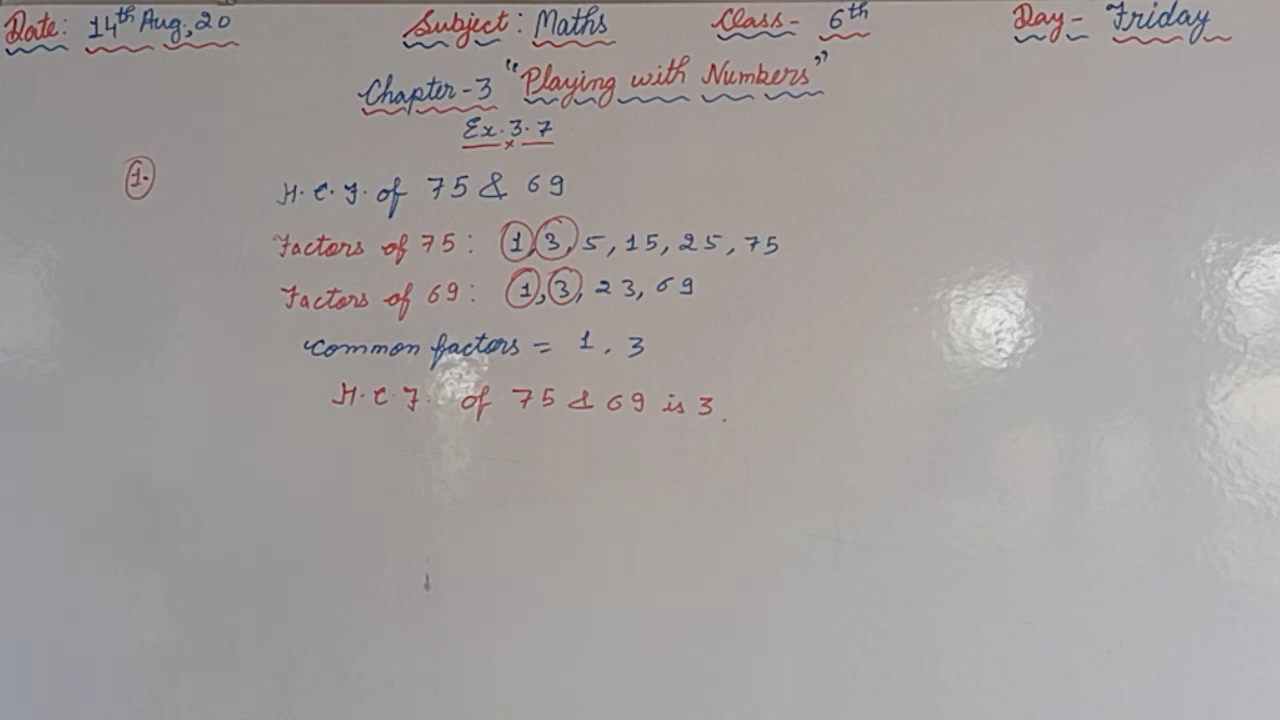 Date: 14th Aug, 20 Subject: Maths Class- 6th Day- Friday
Chapter-3 "Playing with Numbers"
Ex. 3.7
1.
H.C.F. of 75 & 69
Factors of 75: 1, 3, 5, 15, 25, 75
Factors of 69: 1, 3, 23, 69
common factors = 1, 3
H.C.F. of 75 & 69 is 3.